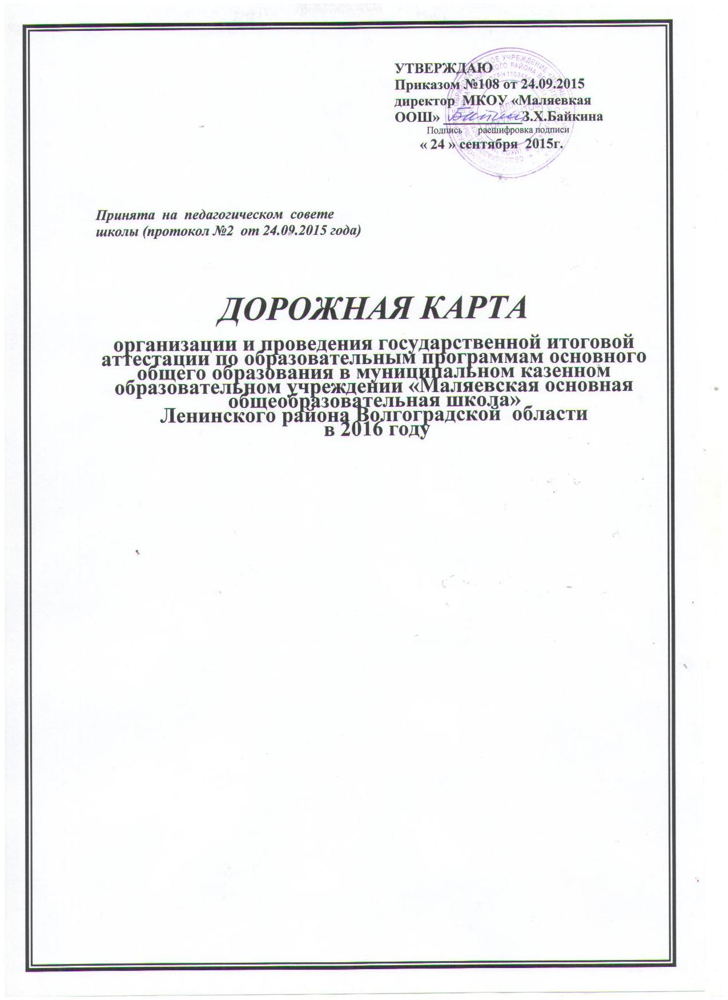 УТВЕРЖДАЮ
Приказом №108 от 24.09.2015
директор МКОУ «Маляевкая
ООШ» ___________З.Х.Байкина
Подпись расшифровка подписи
« 24 » сентября 2015г.
Принята на педагогическом совете
школы (протокол №2 от 24.09.2015 года)
ДОРОЖНАЯ КАРТА
организации и проведения государственной итоговой
аттестации по образовательным программам основного
общего образования в муниципальном казенном
образовательном учреждении «Маляевская основная
общеобразовательная школа»
Ленинского района Волгоградской области
в 2016 году